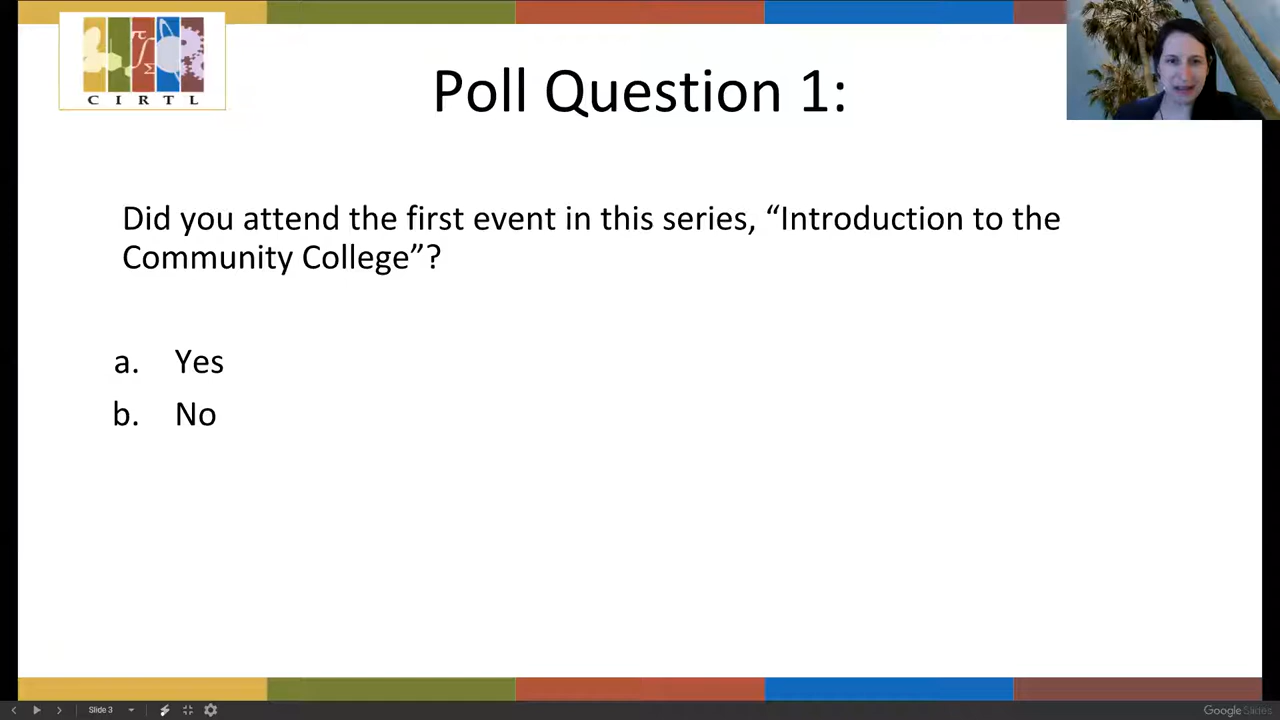 π
∫
Σ
CIRTL
Poll Question 1:
Did you attend the first event in this series, “Introduction to the
Community College”?
a. Yes
b. No
Slide 3
Google Slides